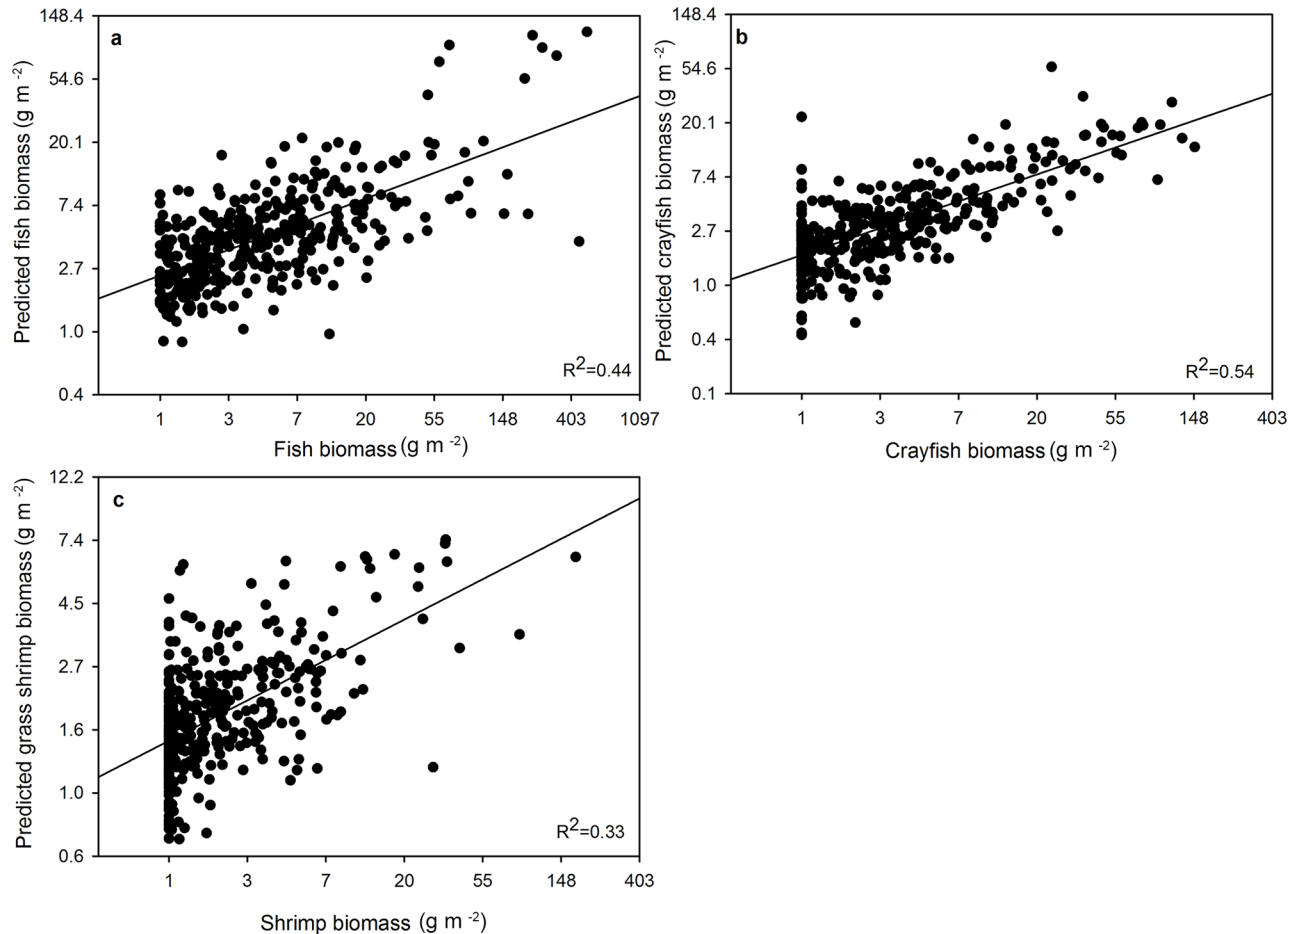 a
Predicted fish biomass (g m -2)
148.4
54.6
20.1
7.4
2.7
1.0
0.4
R2=0.44
1 3 7 20 55 148 403 1097
Fish biomass (g m -2)
b
Predicted crayfish biomass (g m -2)
148.4
54.6
20.1
7.4
2.7
1.0
0.4
0.1
R2=0.54
1 3 7 20 55 148 403
Crayfish biomass (g m -2)
c
Predicted grass shrimp biomass (g m -2)
12.2
7.4
4.5
2.7
1.6
1.0
0.6
R2=0.33
1 3 7 20 55 148 403
Shrimp biomass (g m -2)